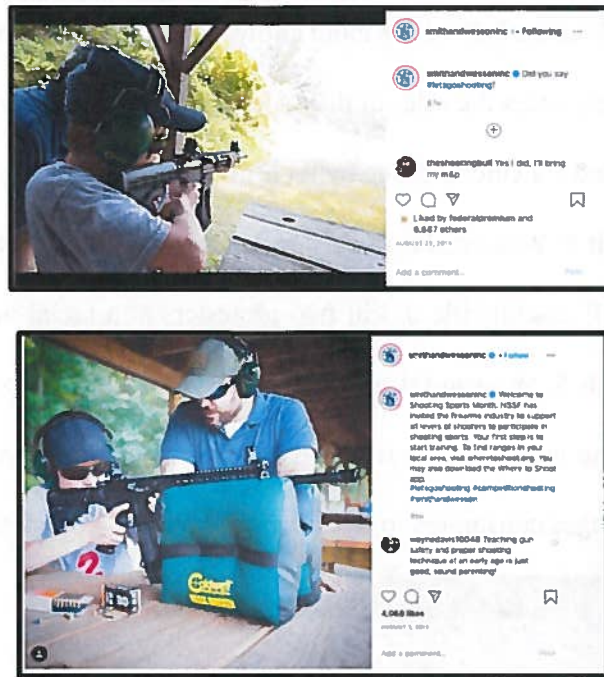 smithandwessoninc • Following
smithandwessoninc Did you say
#letsgoshooting?
theshootingbull Yes I did, I'll bring
my m&p
Liked by federalpremium and
6,667 others
Add a comment...
smithandwessoninc • Follow
smithandwessoninc Welcome to
Shooting Sports Month. NSSF has
invited the firearms industry to support
all levels of shooters to participate in
shooting sports. Your first step is to
start training. To find ranges in your
local area, visit wheretoshoot.org. You
may also download the Where to Shoot
app.
#letsgoshooting #competitionshooting
#smithandwesson
Teaching gun
safety and proper shooting
technique at an early age is just
good, sound parenting!
4,068 likes
Add a comment...
Caldwell